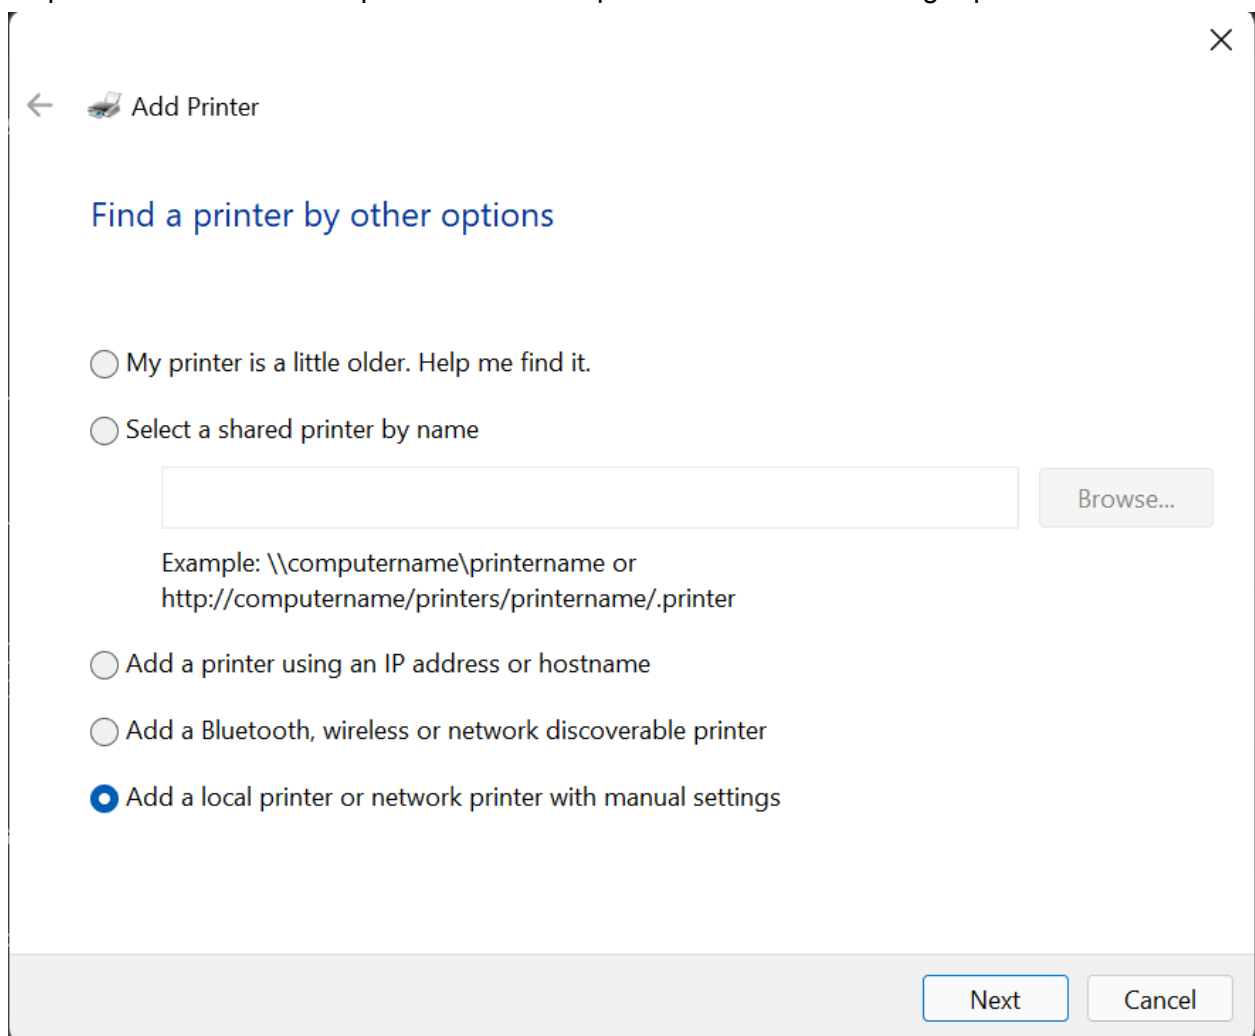 Add Printer
Find a printer by other options
My printer is a little older. Help me find it.
Select a shared printer by name
Browse...
Example: \\computername\printername or
http://computername/printers/printername/.printer
Add a printer using an IP address or hostname
Add a Bluetooth, wireless or network discoverable printer
Add a local printer or network printer with manual settings
Next
Cancel